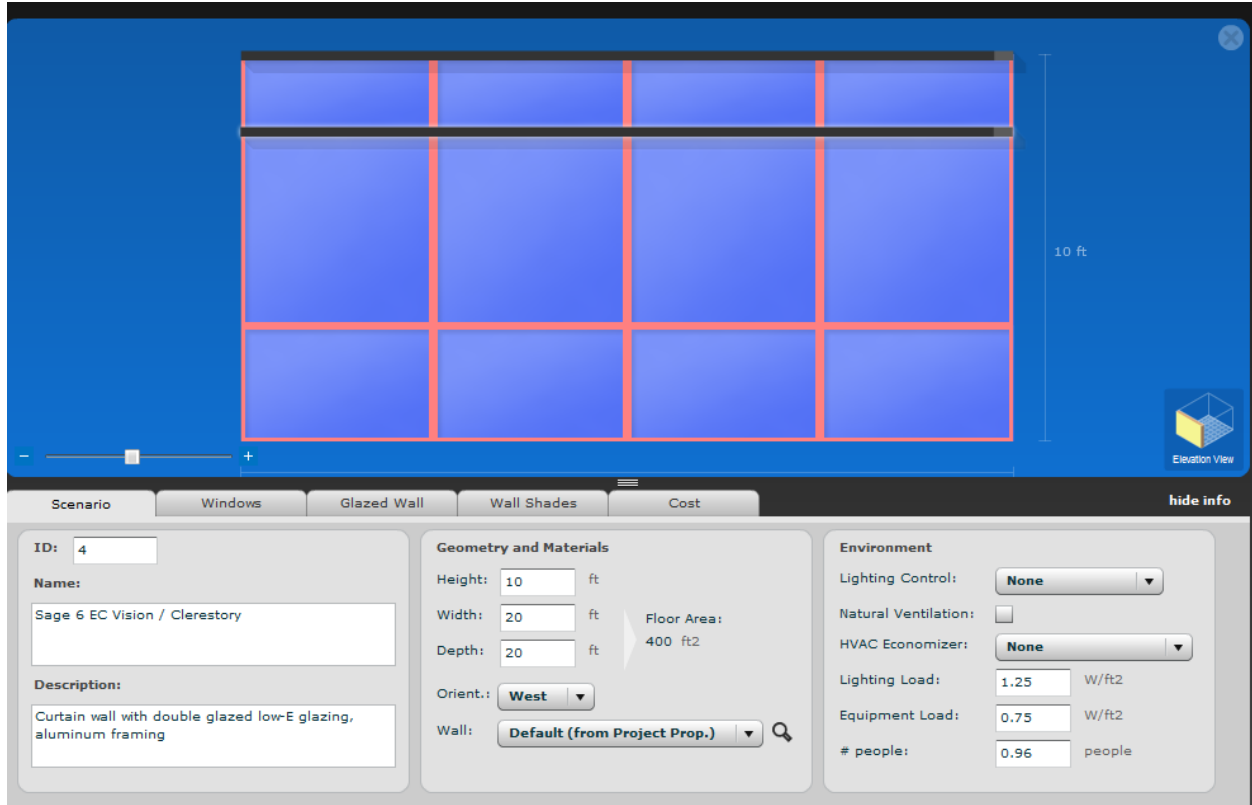 10 ft
−
+
Elevation View
Scenario
Windows
Glazed Wall
Wall Shades
Cost
hide info
ID: 4
Name:
Sage 6 EC Vision / Clerestory
Description:
Curtain wall with double glazed low-E glazing,
aluminum framing
Geometry and Materials
Height: 10 ft
Width: 20 ft
Depth: 20 ft
Floor Area:
400 ft2
Orient.: West
Wall: Default (from Project Prop.)
Environment
Lighting Control: None
Natural Ventilation:
HVAC Economizer: None
Lighting Load: 1.25 W/ft2
Equipment Load: 0.75 W/ft2
# people: 0.96 people